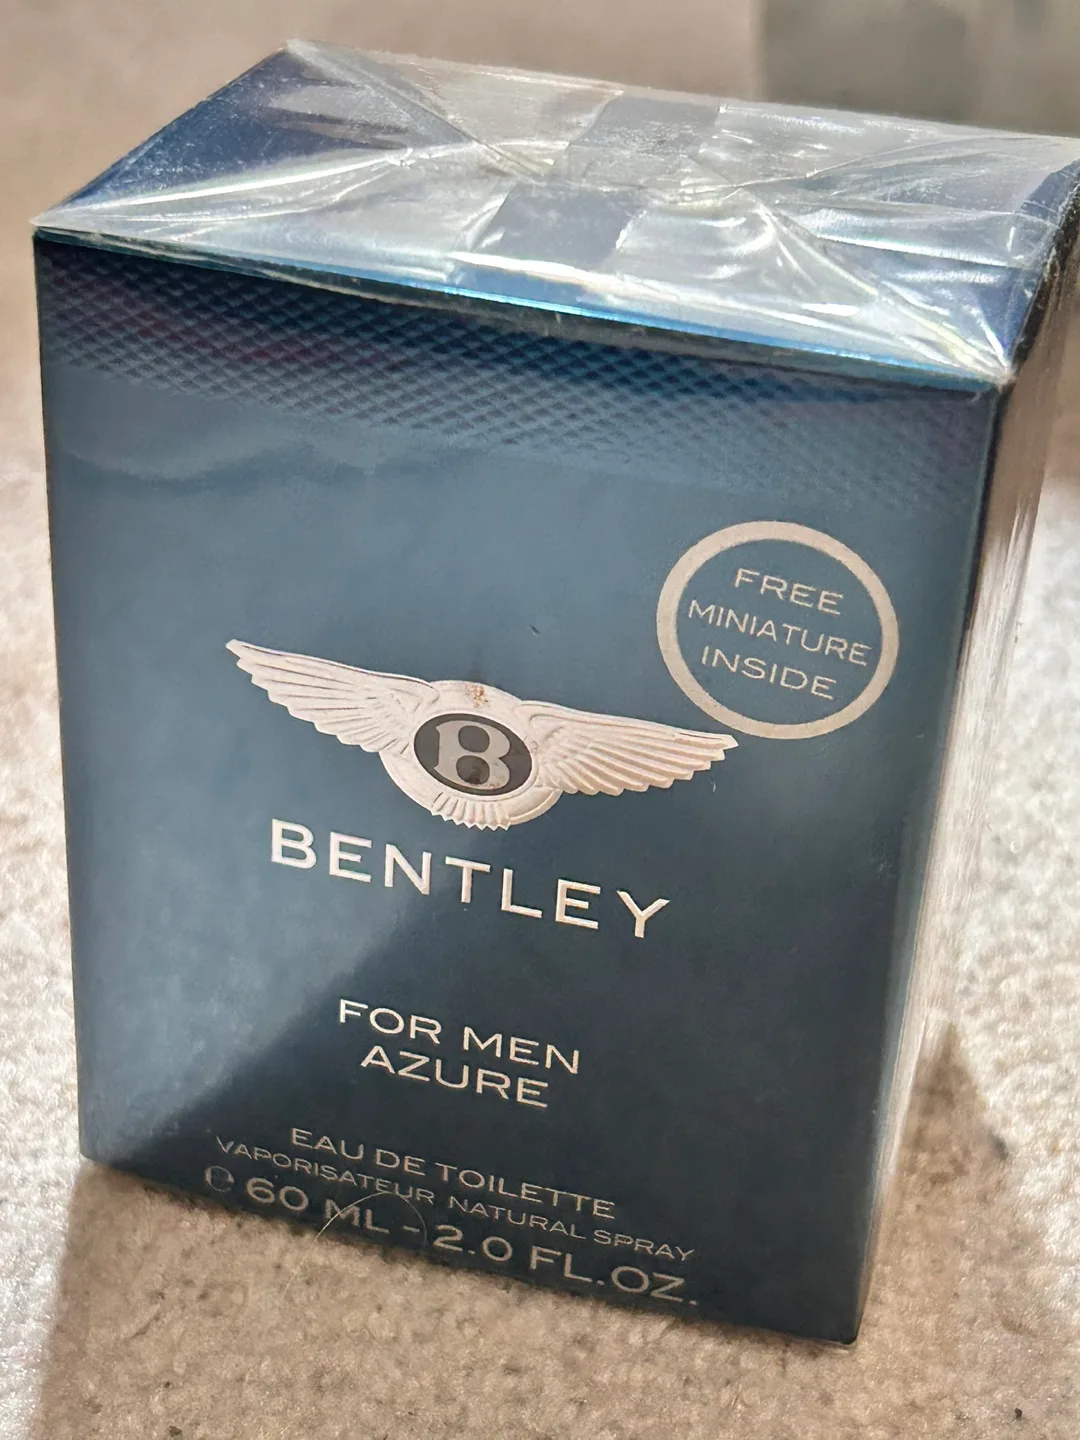 FREE
MINIATURE
INSIDE
B
BENTLEY
FOR MEN
AZURE
EAU DE TOILETTE
VAPORISATEUR NATURAL SPRAY
℮ 60 ML - 2.0 FL.OZ.